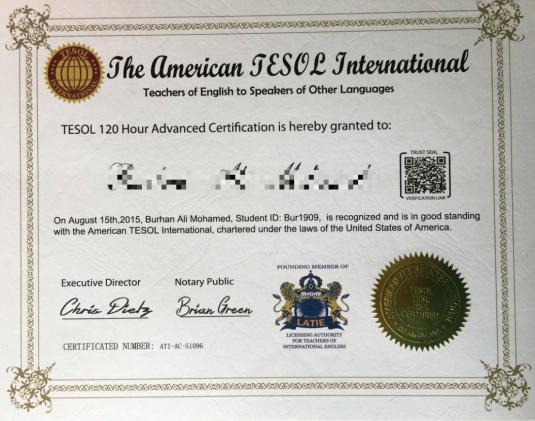 TESOL
INTERNATIONAL
The American TESOL International
Teachers of English to Speakers of Other Languages
TESOL 120 Hour Advanced Certification is hereby granted to:
TRUST SEAL
VERIFICATION LINK
On August 15th,2015, Burhan Ali Mohamed, Student ID: Bur1909, is recognized and is in good standing
with the American TESOL International, chartered under the laws of the United States of America.
Executive Director
Notary Public
Chris Dietz
Brian Green
CERTIFICATED NUMBER: ATI-AC-51096
FOUNDING MEMBER OF
LATIE
LICENSING AUTHORITY
FOR TEACHERS OF
INTERNATIONAL ENGLISH
TESOL
CERTIFIED